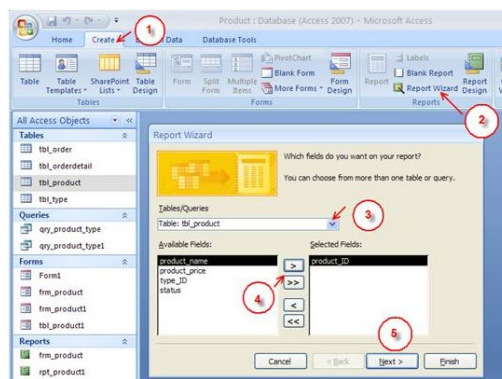 Product : Database (Access 2007) - Microsoft Access
Home Create Data Database Tools
1
Table Table Templates SharePoint Lists Table Design
Tables
Form Split Form Multiple Items PivotChart Blank Form More Forms Form Design
Forms
Report Labels Blank Report Report Wizard Report Design
Reports
2
All Access Objects
Tables
tbl_order
tbl_orderdetail
tbl_product
tbl_type
Queries
qry_product_type
qry_product_type1
Forms
Form1
frm_product
frm_product1
tbl_product1
Reports
frm_product
rpt_product1
Report Wizard
Which fields do you want on your report?
You can choose from more than one table or query.
Tables/Queries
Table: tbl_product
3
Available Fields:
Selected Fields:
product_name
product_price
type_ID
status
product_ID
>
>>
<
<<
4
5
Cancel < Back Next > Finish